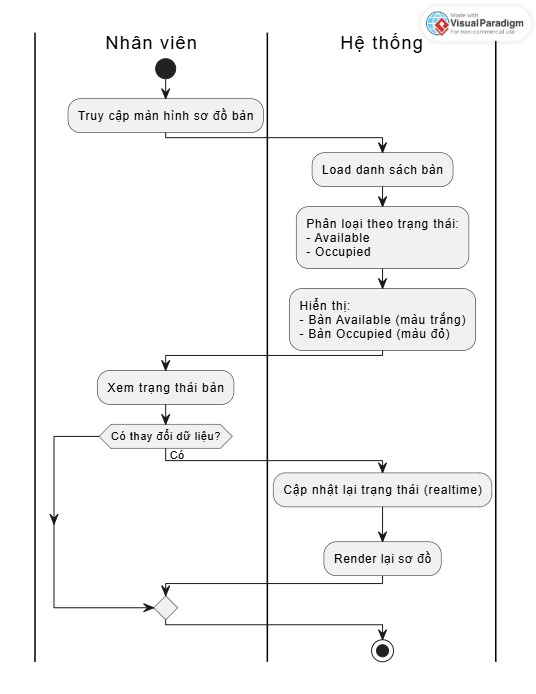 Made with
Visual Paradigm
For non-commercial use
Nhân viên
Hệ thống
Truy cập màn hình sơ đồ bàn
Load danh sách bàn
Phân loại theo trạng thái:
- Available
- Occupied
Hiển thị:
- Bàn Available (màu trắng)
- Bàn Occupied (màu đỏ)
Xem trạng thái bàn
Có thay đổi dữ liệu?
Có
Cập nhật lại trạng thái (realtime)
Render lại sơ đồ